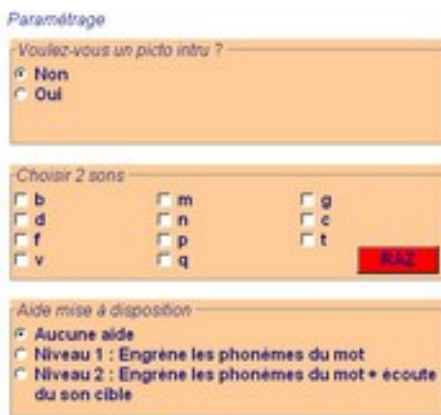 Paramétrage
Voulez-vous un picto intru ?
Non
Oui
Choisir 2 sons
b m g
d n c
f p t
v q RAZ
Aide mise à disposition
Aucune aide
Niveau 1 : Engrène les phonèmes du mot
Niveau 2 : Engrène les phonèmes du mot + écoute
du son cible